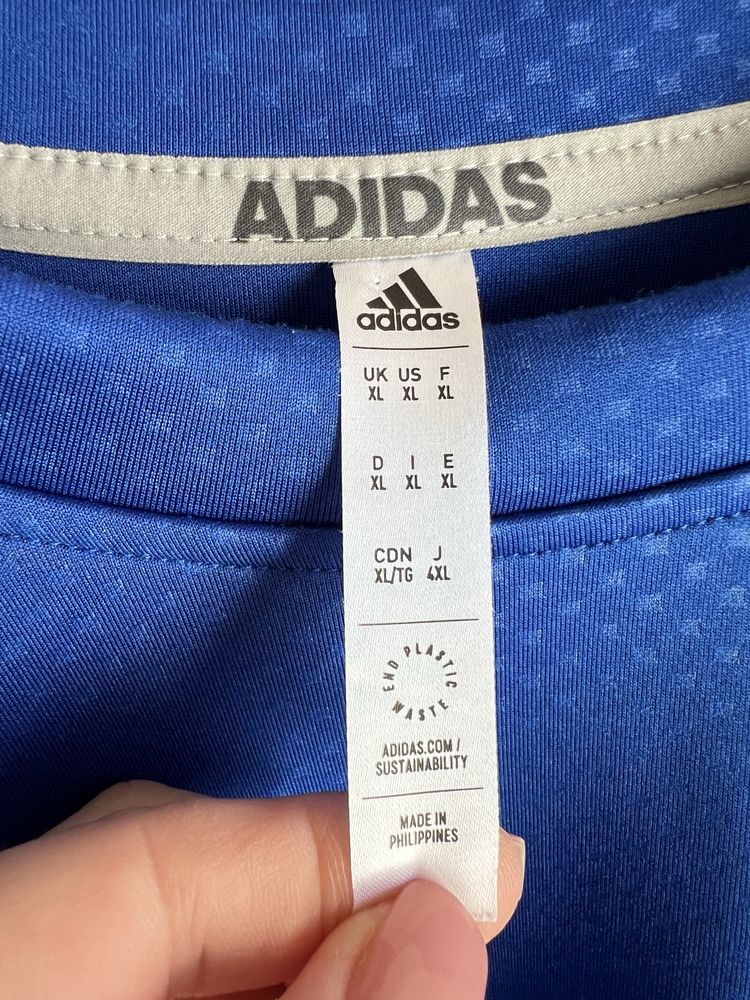 ADIDAS
adidas
UK US F
XL XL XL
D I E
XL XL XL
CDN J
XL/TG 4XL
END PLASTIC WASTE
ADIDAS.COM/
SUSTAINABILITY
MADE IN
PHILIPPINES